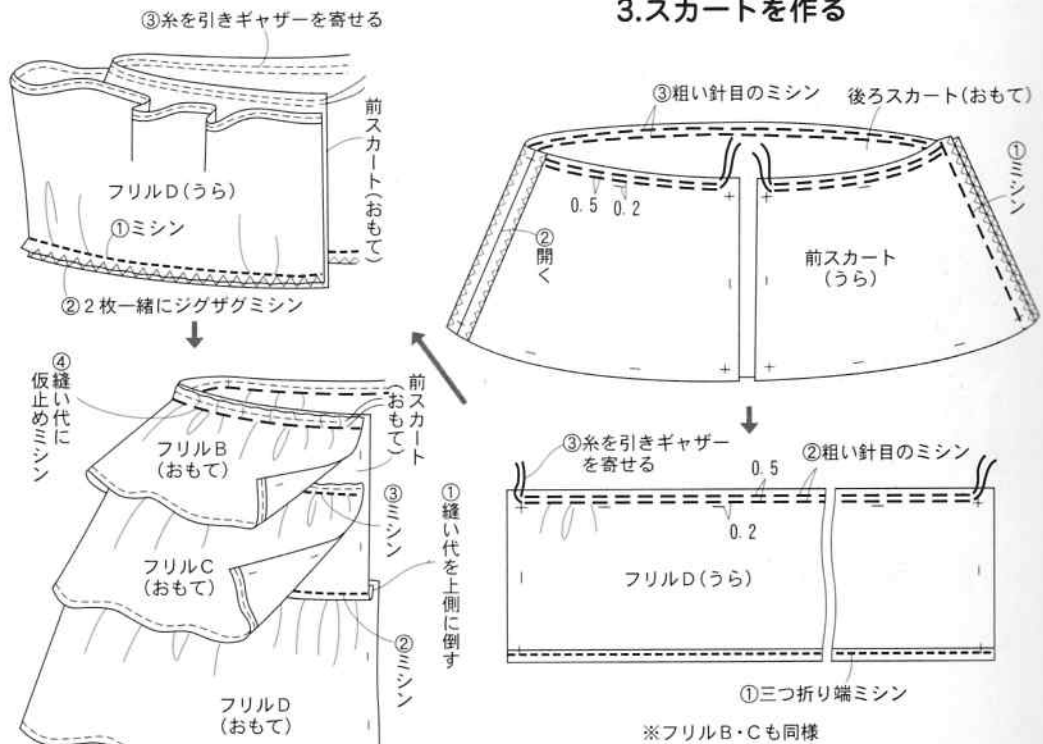 3.スカートを作る
③粗い針目のミシン
後ろスカート(おもて)
①ミシン
0.5
0.2
②開く
前スカート
(うら)
③糸を引きギャザー
を寄せる
0.5
②粗い針目のミシン
0.2
フリルD(うら)
①三つ折り端ミシン
※フリルB・Cも同様
③糸を引きギャザーを寄せる
前スカート(おもて)
フリルD(うら)
①ミシン
②2枚一緒にジグザグミシン
④縫い代に
仮止めミシン
前スカート
(おもて)
フリルB
(おもて)
③ミシン
①縫い代を上側に倒す
フリルC
(おもて)
②ミシン
フリルD
(おもて)